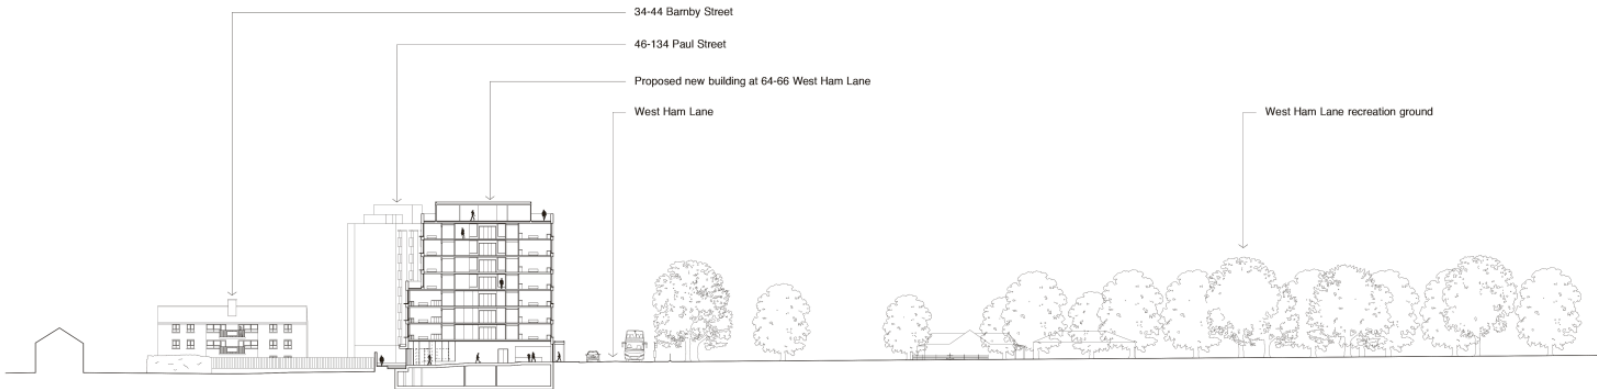 34-44 Barnby Street
46-134 Paul Street
Proposed new building at 64-66 West Ham Lane
West Ham Lane
West Ham Lane recreation ground